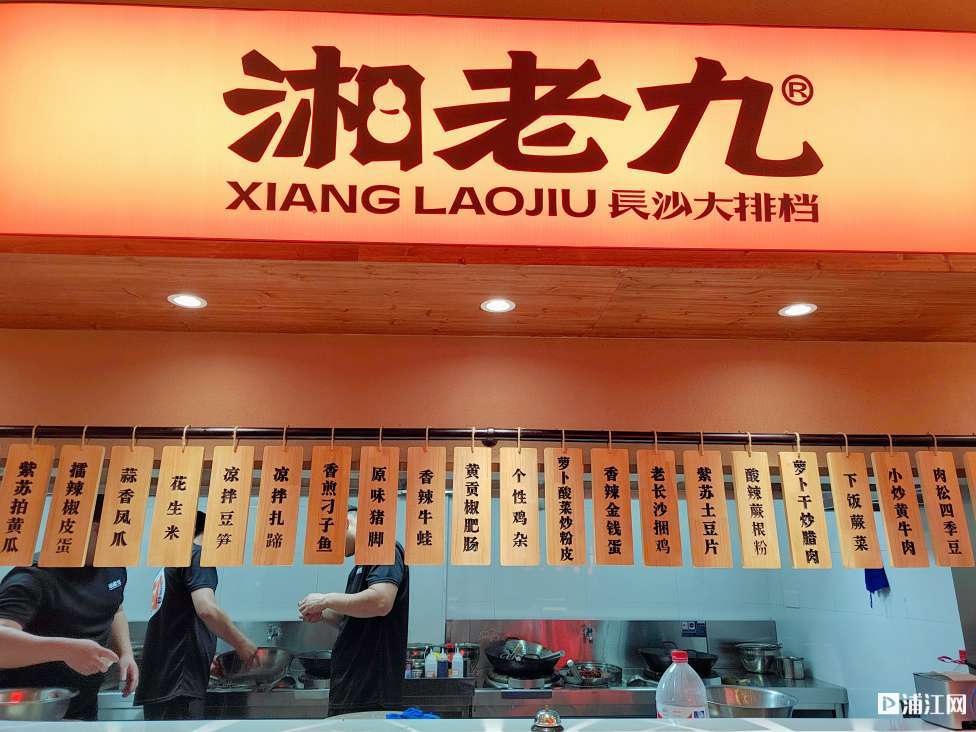 湘老九®
XIANG LAOJIU 長沙大排档
紫苏拍黄瓜
擂辣椒皮蛋
蒜香凤爪
花生米
凉拌豆笋
凉拌扎蹄
香煎刁子鱼
原味猪脚
香辣牛蛙
黄贡椒肥肠
个性鸡杂
萝卜酸菜炒粉皮
香辣金钱蛋
老长沙捆鸡
紫苏土豆片
酸辣蕨根粉
萝卜干炒腊肉
下饭蕨菜
小炒黄牛肉
肉松四季豆
浦江网